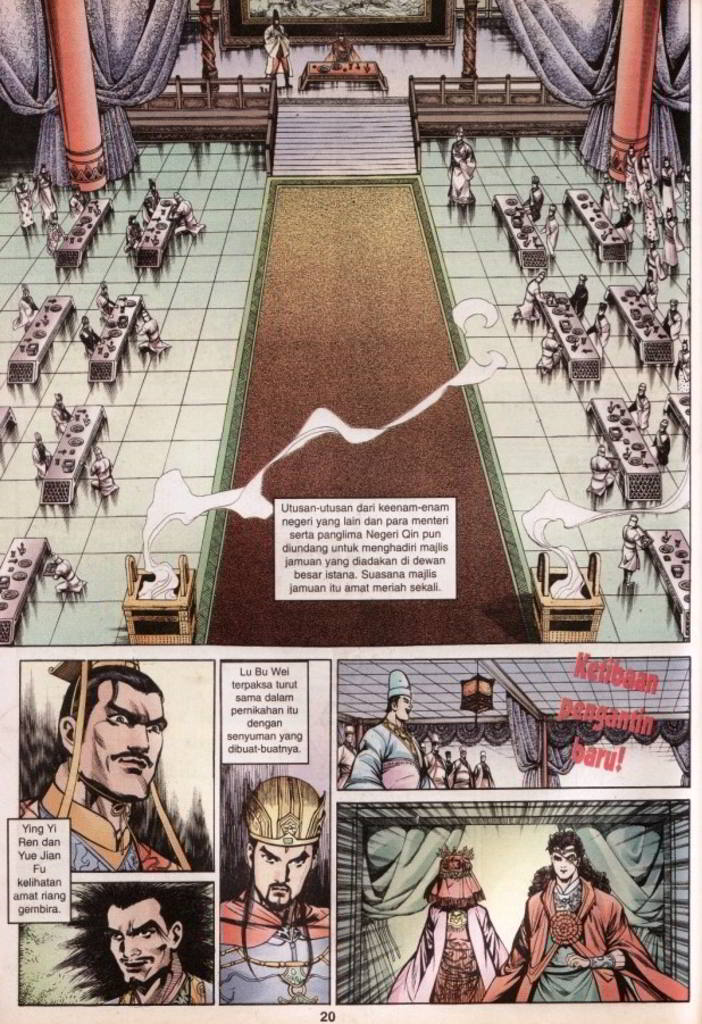 Utusan-utusan dari keenam-enam
negeri yang lain dan para menteri
serta panglima Negeri Qin pun
diundang untuk menghadiri majlis
jamuan yang diadakan di dewan
besar istana. Suasana majlis
jamuan itu amat meriah sekali.
Ying Yi
Ren dan
Yue Jian
Fu
kelihatan
amat riang
gembira.
Lu Bu Wei
terpaksa turut
sama dalam
pernikahan itu
dengan
senyuman yang
dibuat-buatnya.
Ketibaan
pengantin
baru!
20